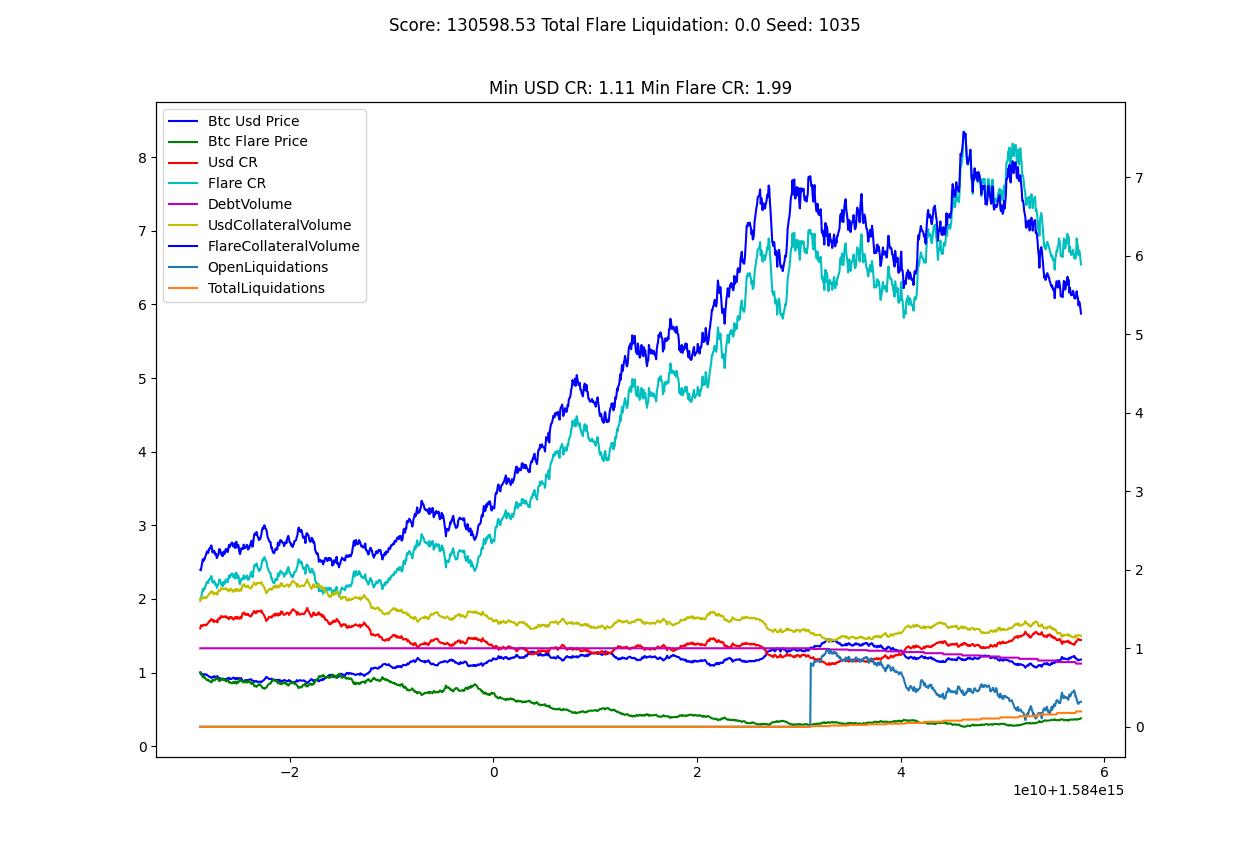 Score: 130598.53 Total Flare Liquidation: 0.0 Seed: 1035
Min USD CR: 1.11 Min Flare CR: 1.99
Btc Usd Price
Btc Flare Price
Usd CR
Flare CR
DebtVolume
UsdCollateralVolume
FlareCollateralVolume
OpenLiquidations
TotalLiquidations
8
7
6
5
4
3
2
1
0
7
6
5
4
3
2
1
0
−2
0
2
4
6
1e10+1.584e15